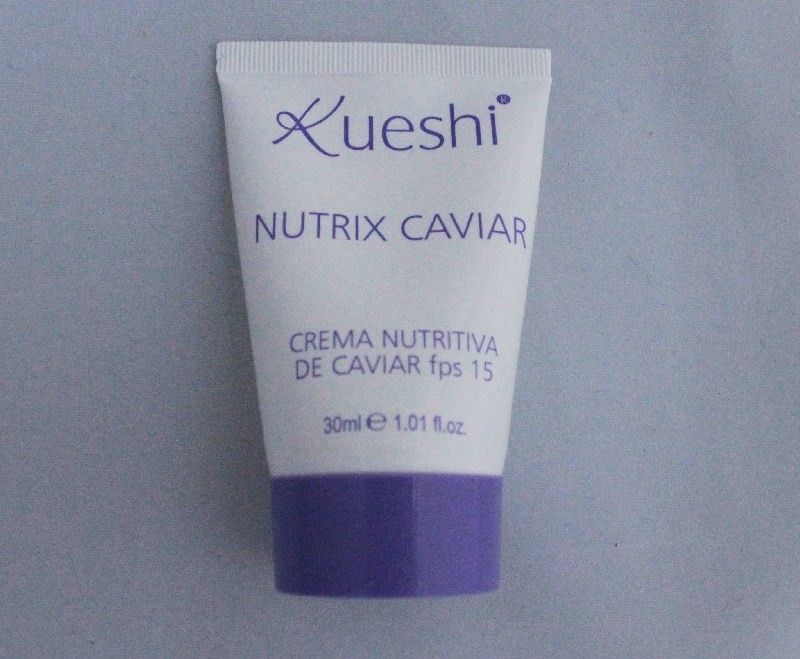 Kueshi®
NUTRIX CAVIAR
CREMA NUTRITIVA
DE CAVIAR fps 15
30ml ℮ 1.01 fl.oz.